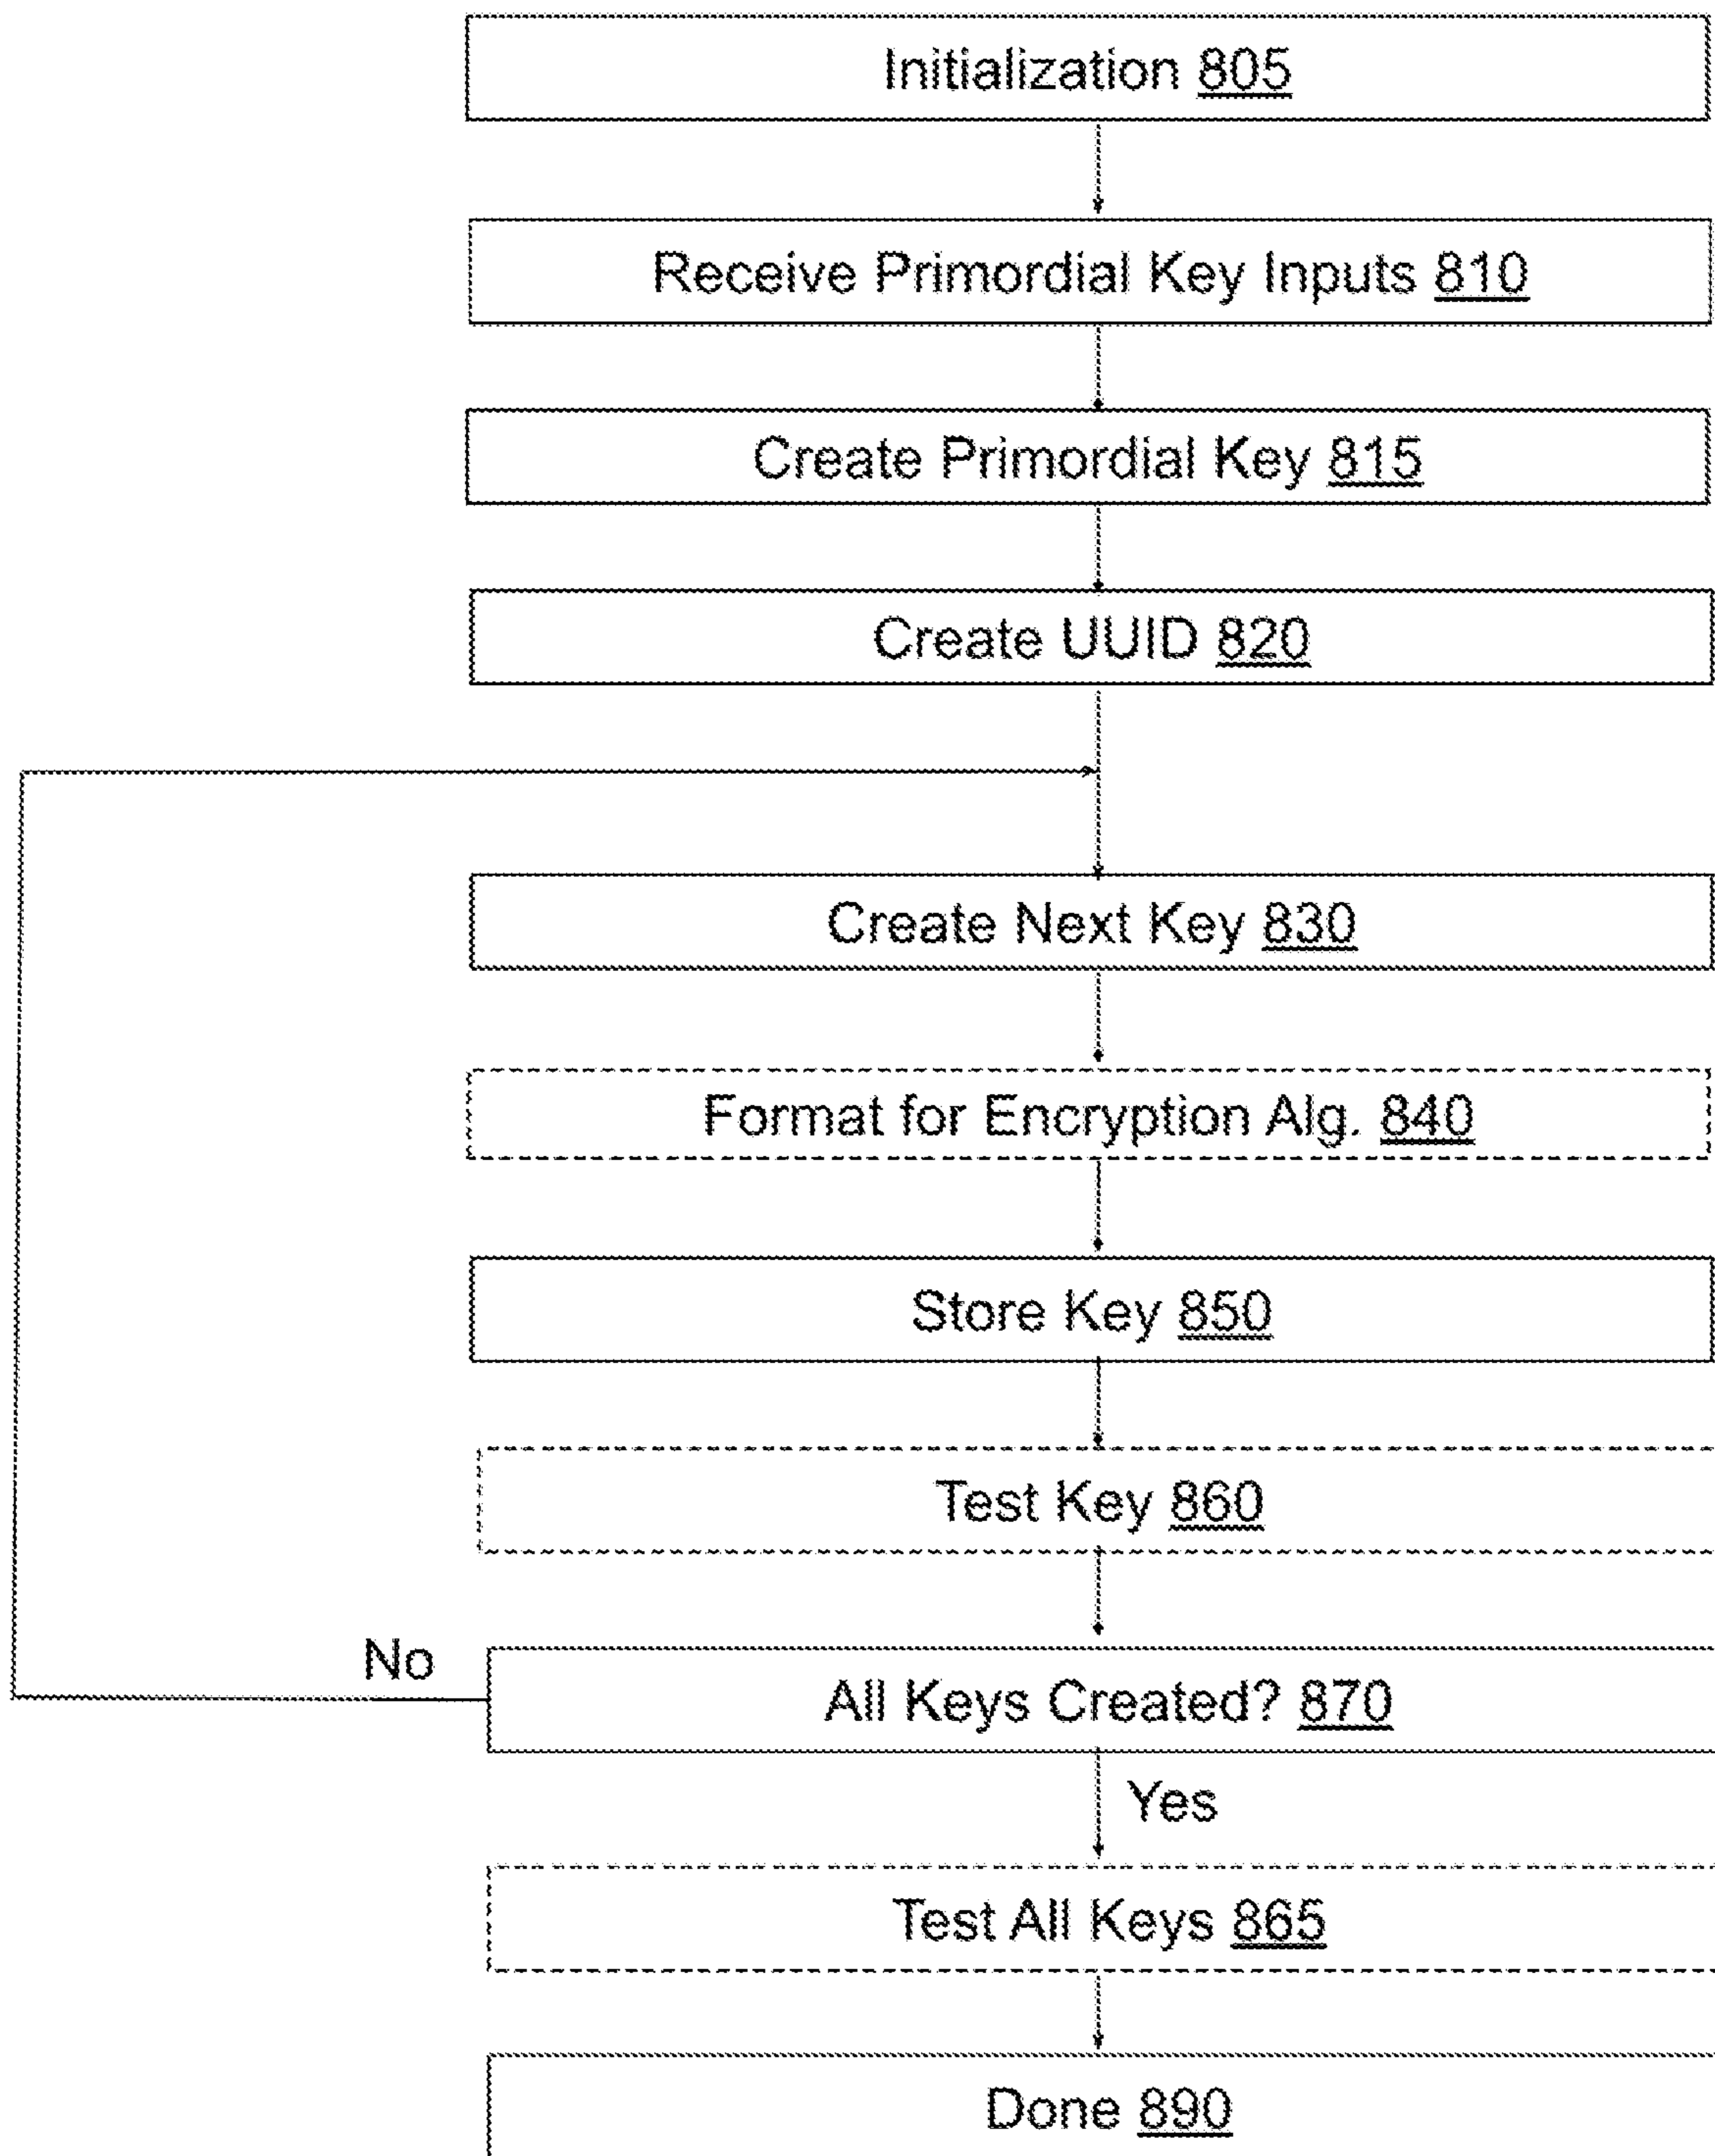 Initialization 805
Receive Primordial Key Inputs 810
Create Primordial Key 815
Create UUID 820
Create Next Key 830
Format for Encryption Alg. 840
Store Key 850
Test Key 860
No
All Keys Created? 870
Yes
Test All Keys 865
Done 890